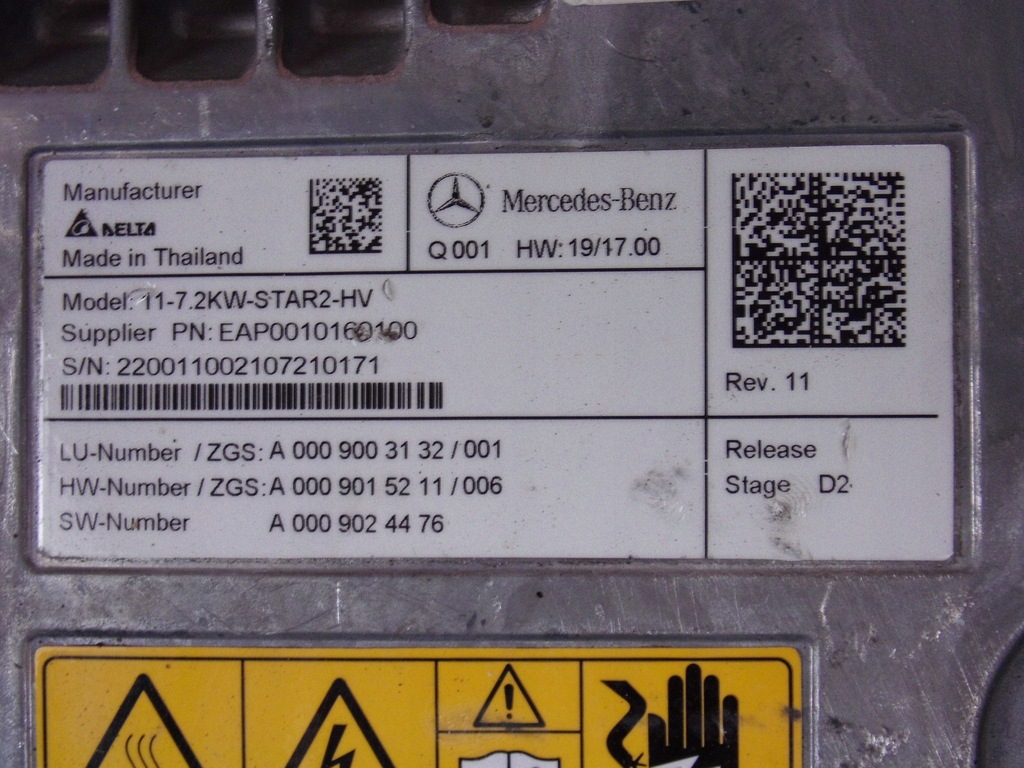 Manufacturer
DELTA
Made in Thailand
Mercedes-Benz
Q 001 HW: 19/17.00
Model: 11-7.2KW-STAR2-HV
Supplier PN: EAP0010160100
S/N: 220011002107210171
Rev. 11
LU-Number / ZGS: A 000 900 31 32 / 001
HW-Number / ZGS: A 000 901 52 11 / 006
SW-Number A 000 902 44 76
Release
Stage D2